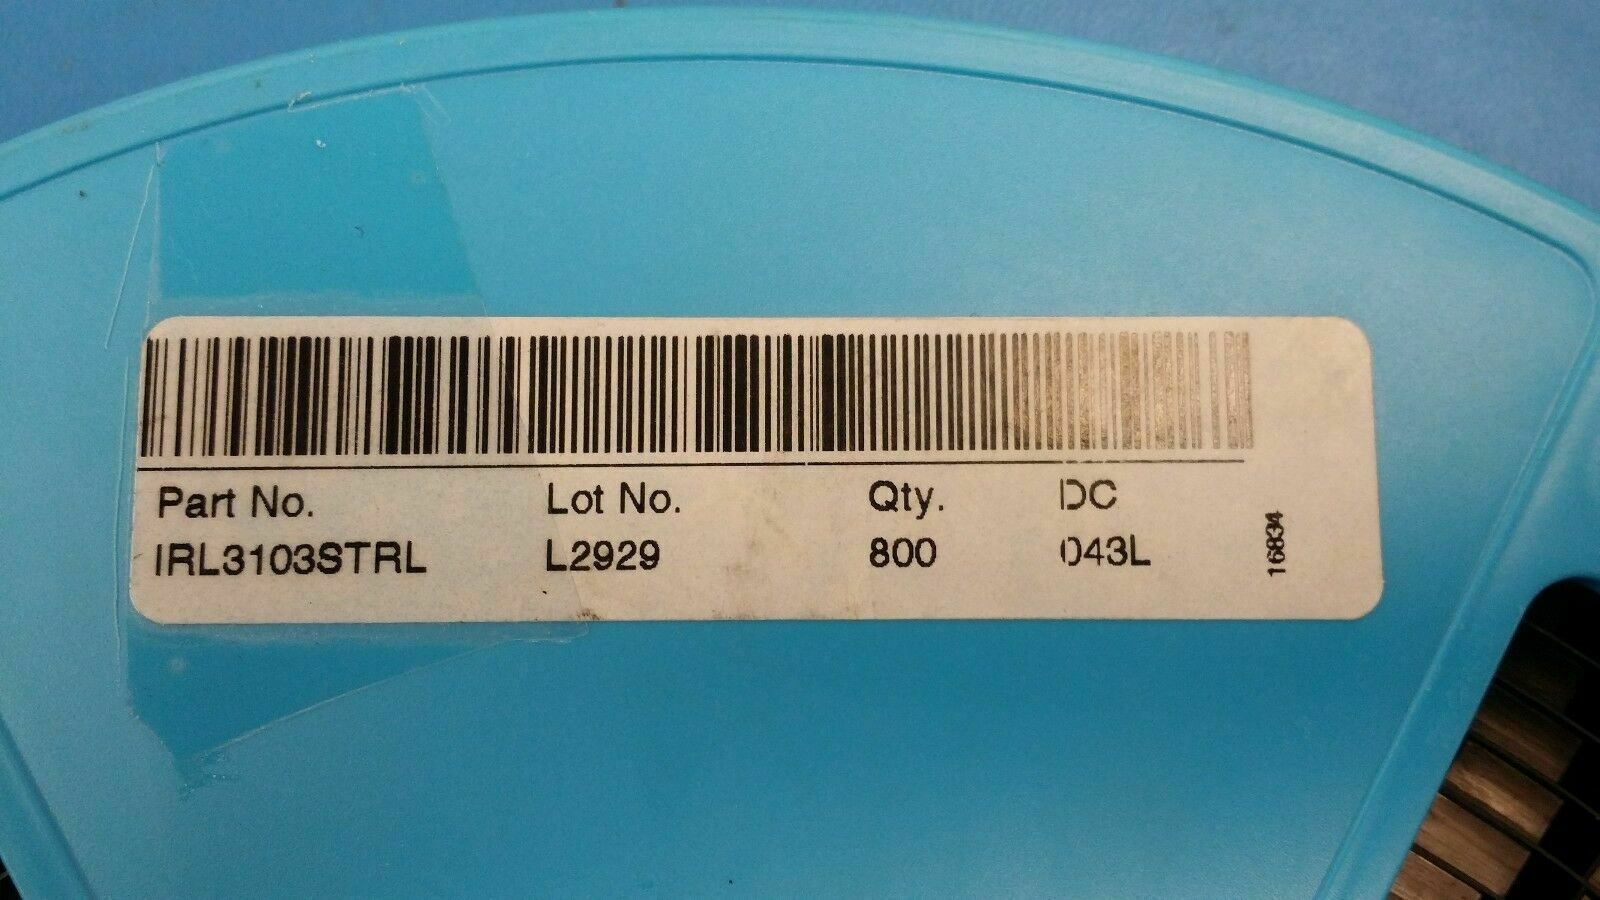 Part No. Lot No. Qty. DC
IRL3103STRL L2929 800 043L
16834